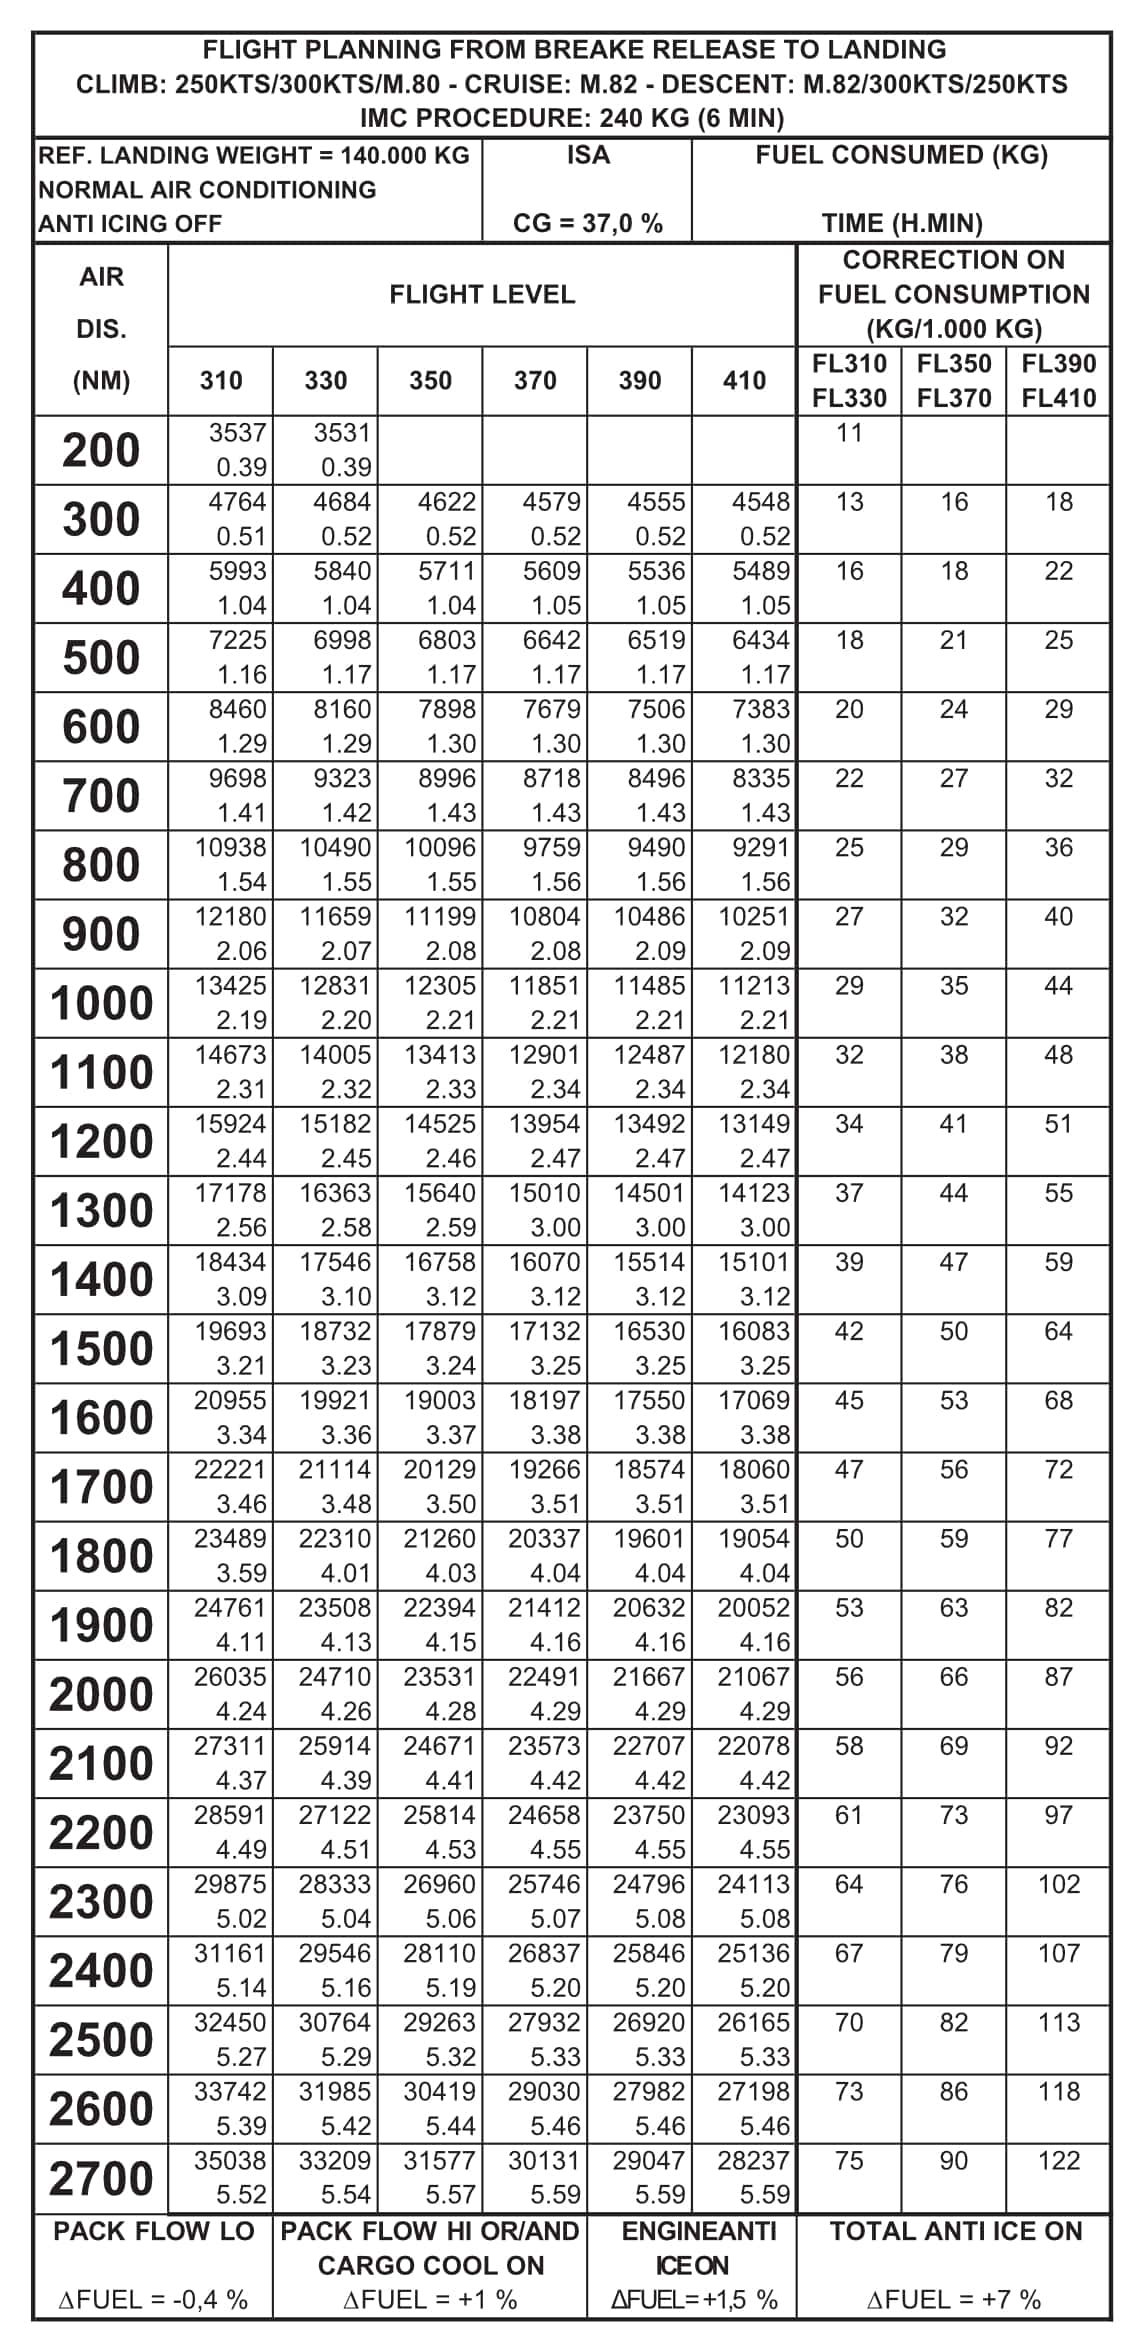 FLIGHT PLANNING FROM BREAKE RELEASE TO LANDING
CLIMB: 250KTS/300KTS/M.80 - CRUISE: M.82 - DESCENT: M.82/300KTS/250KTS
IMC PROCEDURE: 240 KG (6 MIN)
REF. LANDING WEIGHT = 140.000 KG ISA FUEL CONSUMED (KG)
NORMAL AIR CONDITIONING
ANTI ICING OFF CG = 37,0 % TIME (H.MIN)
AIR DIS. (NM)
FLIGHT LEVEL
CORRECTION ON
FUEL CONSUMPTION
(KG/1.000 KG)
310 330 350 370 390 410
FL310 FL350 FL390
FL330 FL370 FL410
200 3537 3531 11
0.39 0.39
300 4764 4684 4622 4579 4555 4548 13 16 18
0.51 0.52 0.52 0.52 0.52 0.52
400 5993 5840 5711 5609 5536 5489 16 18 22
1.04 1.04 1.04 1.05 1.05 1.05
500 7225 6998 6803 6642 6519 6434 18 21 25
1.16 1.17 1.17 1.17 1.17 1.17
600 8460 8160 7898 7679 7506 7383 20 24 29
1.29 1.29 1.30 1.30 1.30 1.30
700 9698 9323 8996 8718 8496 8335 22 27 32
1.41 1.42 1.43 1.43 1.43 1.43
800 10938 10490 10096 9759 9490 9291 25 29 36
1.54 1.55 1.55 1.56 1.56 1.56
900 12180 11659 11199 10804 10486 10251 27 32 40
2.06 2.07 2.08 2.08 2.09 2.09
1000 13425 12831 12305 11851 11485 11213 29 35 44
2.19 2.20 2.21 2.21 2.21 2.21
1100 14673 14005 13413 12901 12487 12180 32 38 48
2.31 2.32 2.33 2.34 2.34 2.34
1200 15924 15182 14525 13954 13492 13149 34 41 51
2.44 2.45 2.46 2.47 2.47 2.47
1300 17178 16363 15640 15010 14501 14123 37 44 55
2.56 2.58 2.59 3.00 3.00 3.00
1400 18434 17546 16758 16070 15514 15101 39 47 59
3.09 3.10 3.12 3.12 3.12 3.12
1500 19693 18732 17879 17132 16530 16083 42 50 64
3.21 3.23 3.24 3.25 3.25 3.25
1600 20955 19921 19003 18197 17550 17069 45 53 68
3.34 3.36 3.37 3.38 3.38 3.38
1700 22221 21114 20129 19266 18574 18060 47 56 72
3.46 3.48 3.50 3.51 3.51 3.51
1800 23489 22310 21260 20337 19601 19054 50 59 77
3.59 4.01 4.03 4.04 4.04 4.04
1900 24761 23508 22394 21412 20632 20052 53 63 82
4.11 4.13 4.15 4.16 4.16 4.16
2000 26035 24710 23531 22491 21667 21067 56 66 87
4.24 4.26 4.28 4.29 4.29 4.29
2100 27311 25914 24671 23573 22707 22078 58 69 92
4.37 4.39 4.41 4.42 4.42 4.42
2200 28591 27122 25814 24658 23750 23093 61 73 97
4.49 4.51 4.53 4.55 4.55 4.55
2300 29875 28333 26960 25746 24796 24113 64 76 102
5.02 5.04 5.06 5.07 5.08 5.08
2400 31161 29546 28110 26837 25846 25136 67 79 107
5.14 5.16 5.19 5.20 5.20 5.20
2500 32450 30764 29263 27932 26920 26165 70 82 113
5.27 5.29 5.32 5.33 5.33 5.33
2600 33742 31985 30419 29030 27982 27198 73 86 118
5.39 5.42 5.44 5.46 5.46 5.46
2700 35038 33209 31577 30131 29047 28237 75 90 122
5.52 5.54 5.57 5.59 5.59 5.59
PACK FLOW LO PACK FLOW HI OR/AND ENGINEANTI TOTAL ANTI ICE ON
CARGO COOL ON ICE ON
ΔFUEL = -0,4 % ΔFUEL = +1 % ΔFUEL=+1,5 % ΔFUEL = +7 %